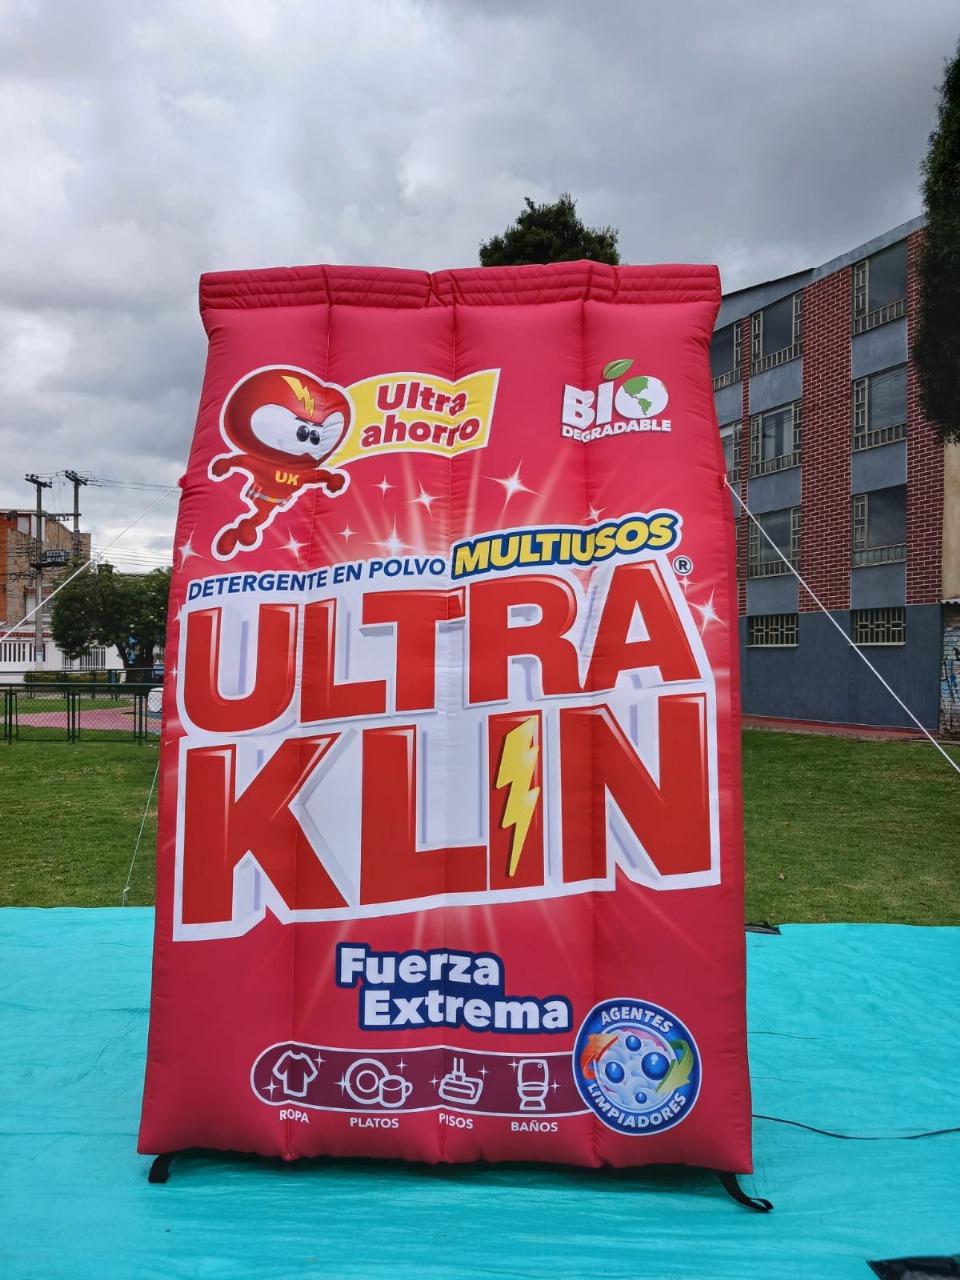 Ultra
ahorro
UK
BIO
DEGRADABLE
DETERGENTE EN POLVO MULTIUSOS
ULTRA®
KLIN
Fuerza
Extrema
AGENTES
LIMPIADORES
ROPA
PLATOS
PISOS
BAÑOS